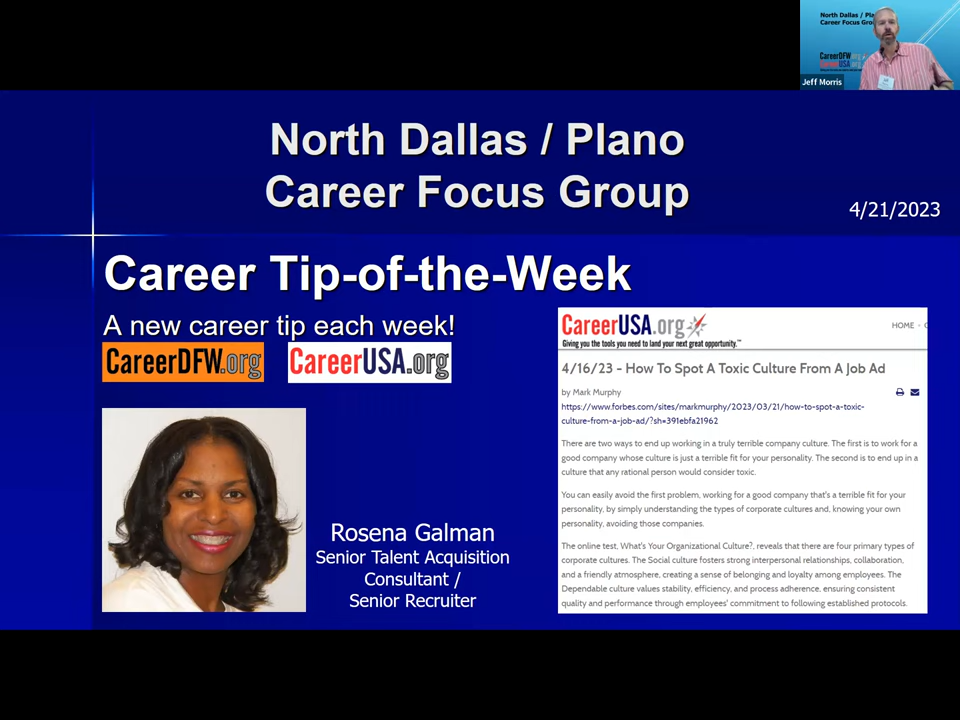 North Dallas / Plano
Career Focus Group
CareerDFW.org
CareerUSA.org
Jeff Morris
North Dallas / Plano
Career Focus Group
4/21/2023
Career Tip-of-the-Week
A new career tip each week!
CareerDFW.org CareerUSA.org
Rosena Galman
Senior Talent Acquisition
Consultant /
Senior Recruiter
CareerUSA.org
Giving you the tools you need to land your next great opportunity.™
HOME
4/16/23 - How To Spot A Toxic Culture From A Job Ad
by Mark Murphy
https://www.forbes.com/sites/markmurphy/2023/03/21/how-to-spot-a-toxic-
culture-from-a-job-ad/?sh=391ebfa21962
There are two ways to end up working in a truly terrible company culture. The first is to work for a
good company whose culture is just a terrible fit for your personality. The second is to end up in a
culture that any rational person would consider toxic.
You can easily avoid the first problem, working for a good company that's a terrible fit for your
personality, by simply understanding the types of corporate cultures and, knowing your own
personality, avoiding those companies.
The online test, What's Your Organizational Culture?, reveals that there are four primary types of
corporate cultures. The Social culture fosters strong interpersonal relationships, collaboration,
and a friendly atmosphere, creating a sense of belonging and loyalty among employees. The
Dependable culture values stability, efficiency, and process adherence, ensuring consistent
quality and performance through employees' commitment to following established protocols.